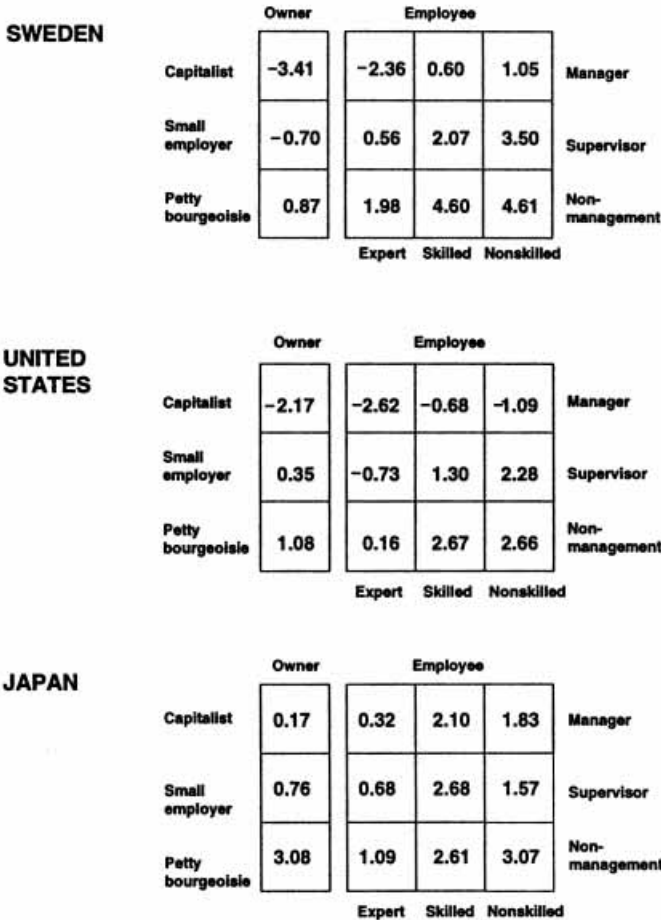 SWEDEN
Owner Employee
Capitalist −3.41 −2.36 0.60 1.05 Manager
Small
employer −0.70 0.56 2.07 3.50 Supervisor
Petty
bourgeoisie 0.87 1.98 4.60 4.61 Non-
management
Expert Skilled Nonskilled
UNITED
STATES
Owner Employee
Capitalist −2.17 −2.62 −0.68 −1.09 Manager
Small
employer 0.35 −0.73 1.30 2.28 Supervisor
Petty
bourgeoisie 1.08 0.16 2.67 2.66 Non-
management
Expert Skilled Nonskilled
JAPAN
Owner Employee
Capitalist 0.17 0.32 2.10 1.83 Manager
Small
employer 0.76 0.68 2.68 1.57 Supervisor
Petty
bourgeoisie 3.08 1.09 2.61 3.07 Non-
management
Expert Skilled Nonskilled